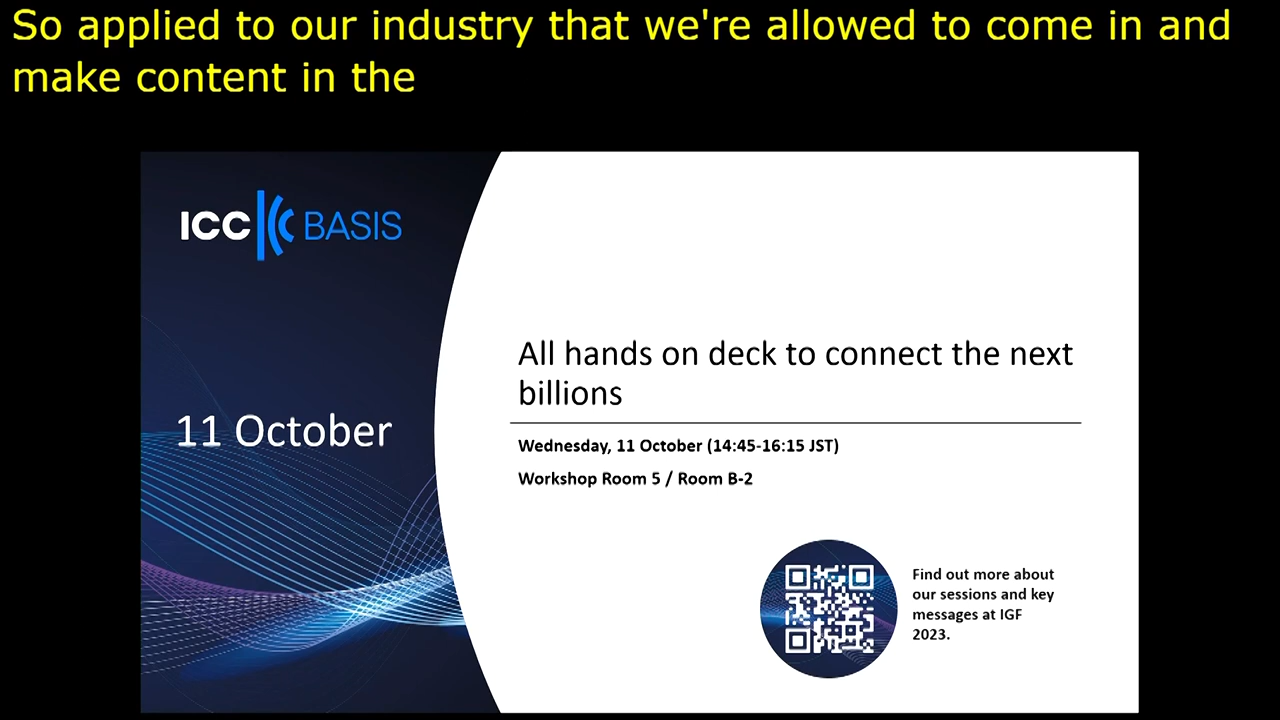 So applied to our industry that we're allowed to come in and
make content in the
ICC BASIS
11 October
All hands on deck to connect the next
billions
Wednesday, 11 October (14:45-16:15 JST)
Workshop Room 5 / Room B-2
Find out more about
our sessions and key
messages at IGF
2023.